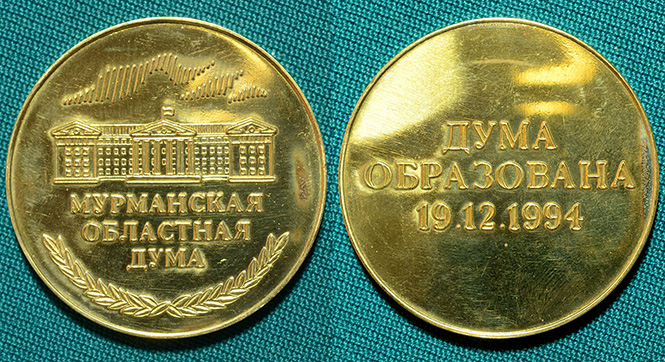 МУРМАНСКАЯ
ОБЛАСТНАЯ
ДУМА
ДУМА
ОБРАЗОВАНА
19.12.1994